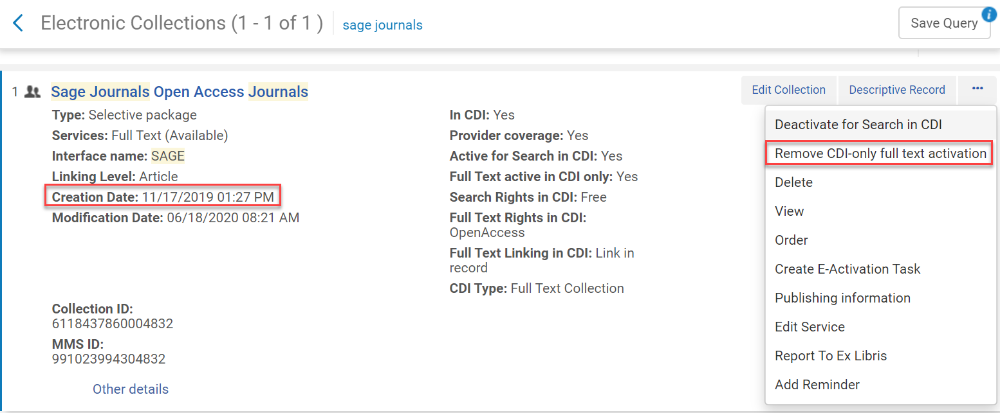 Electronic Collections (1 - 1 of 1 )
sage journals
Save Query
i
1
Sage Journals Open Access Journals
Edit Collection
Descriptive Record
...
Type: Selective package
Services: Full Text (Available)
Interface name: SAGE
Linking Level: Article
Creation Date: 11/17/2019 01:27 PM
Modification Date: 06/18/2020 08:21 AM
In CDI: Yes
Provider coverage: Yes
Active for Search in CDI: Yes
Full Text active in CDI only: Yes
Search Rights in CDI: Free
Full Text Rights in CDI:
OpenAccess
Full Text Linking in CDI: Link in
record
CDI Type: Full Text Collection
Collection ID:
6118437860004832
MMS ID:
991023994304832
Other details
Deactivate for Search in CDI
Remove CDI-only full text activation
Delete
View
Order
Create E-Activation Task
Publishing information
Edit Service
Report To Ex Libris
Add Reminder